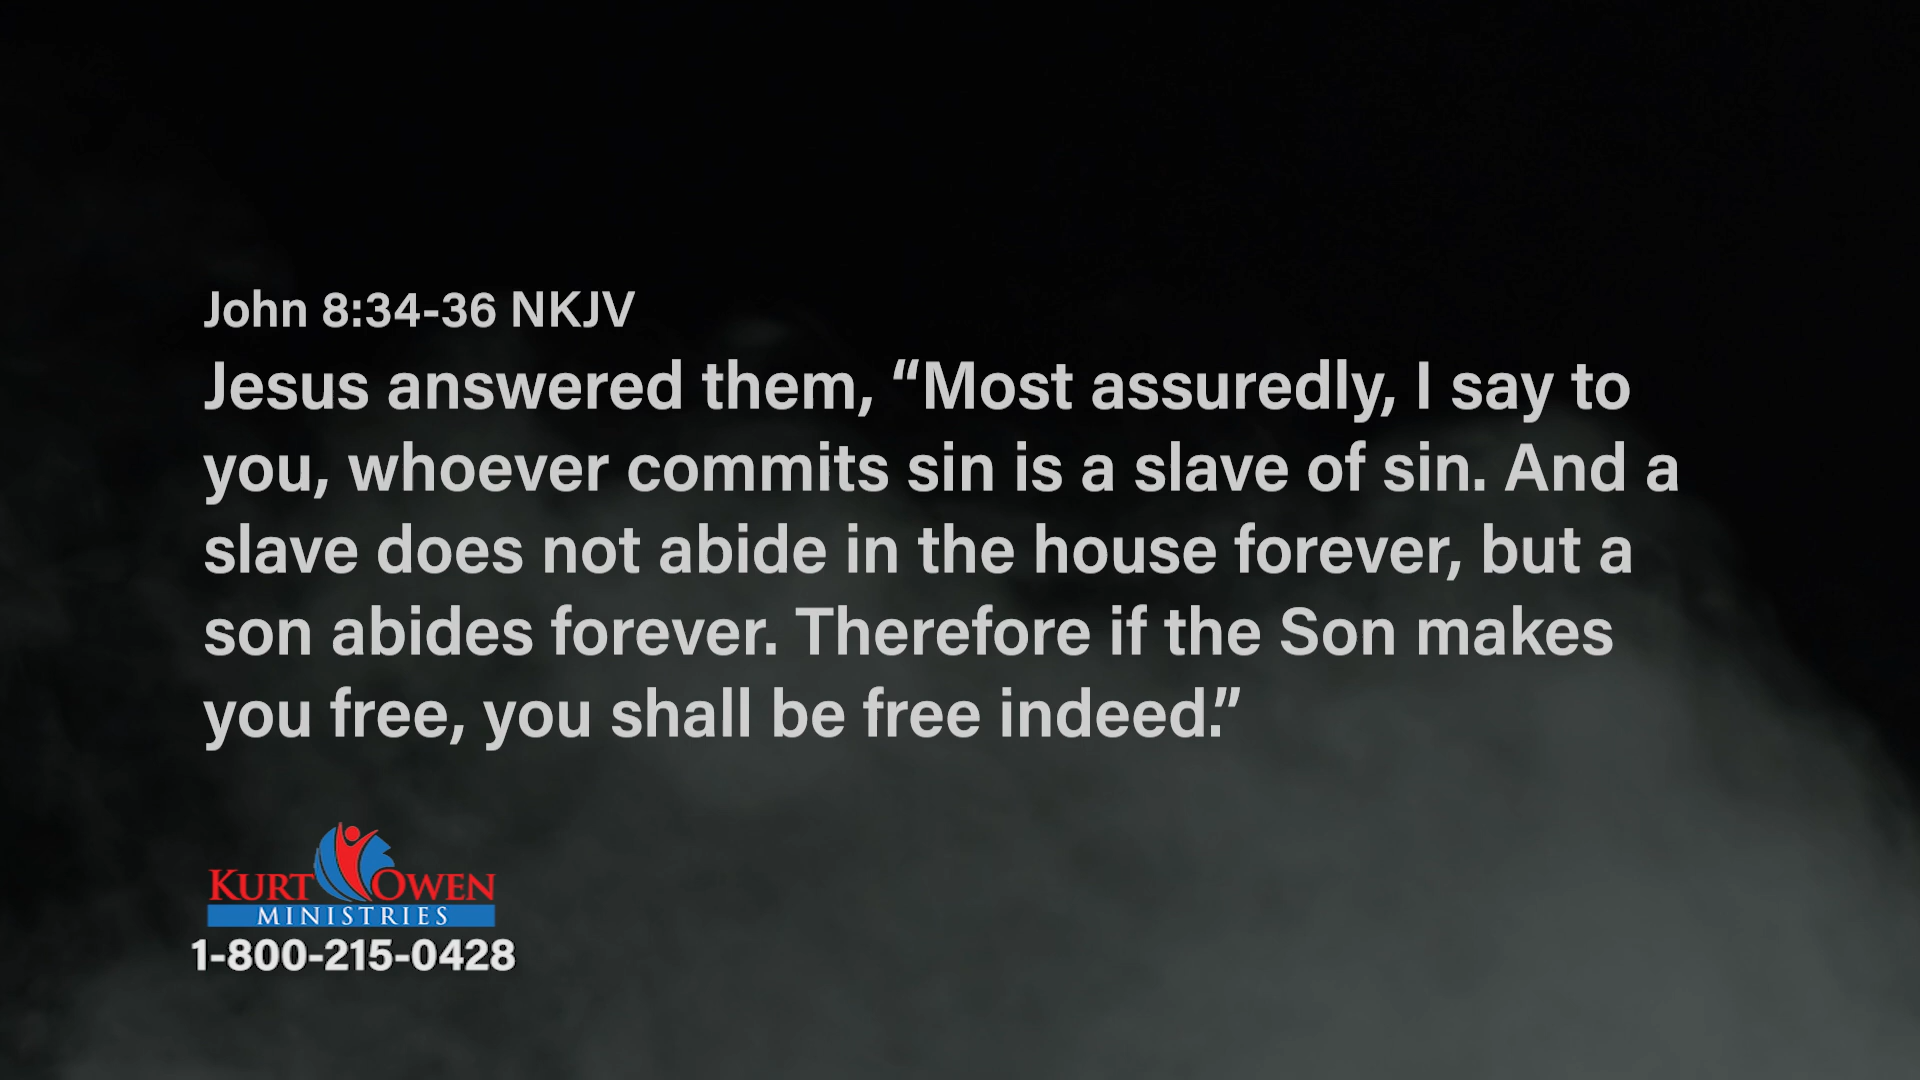 John 8:34-36 NKJV
Jesus answered them, “Most assuredly, I say to
you, whoever commits sin is a slave of sin. And a
slave does not abide in the house forever, but a
son abides forever. Therefore if the Son makes
you free, you shall be free indeed.”
KURT OWEN
MINISTRIES
1-800-215-0428